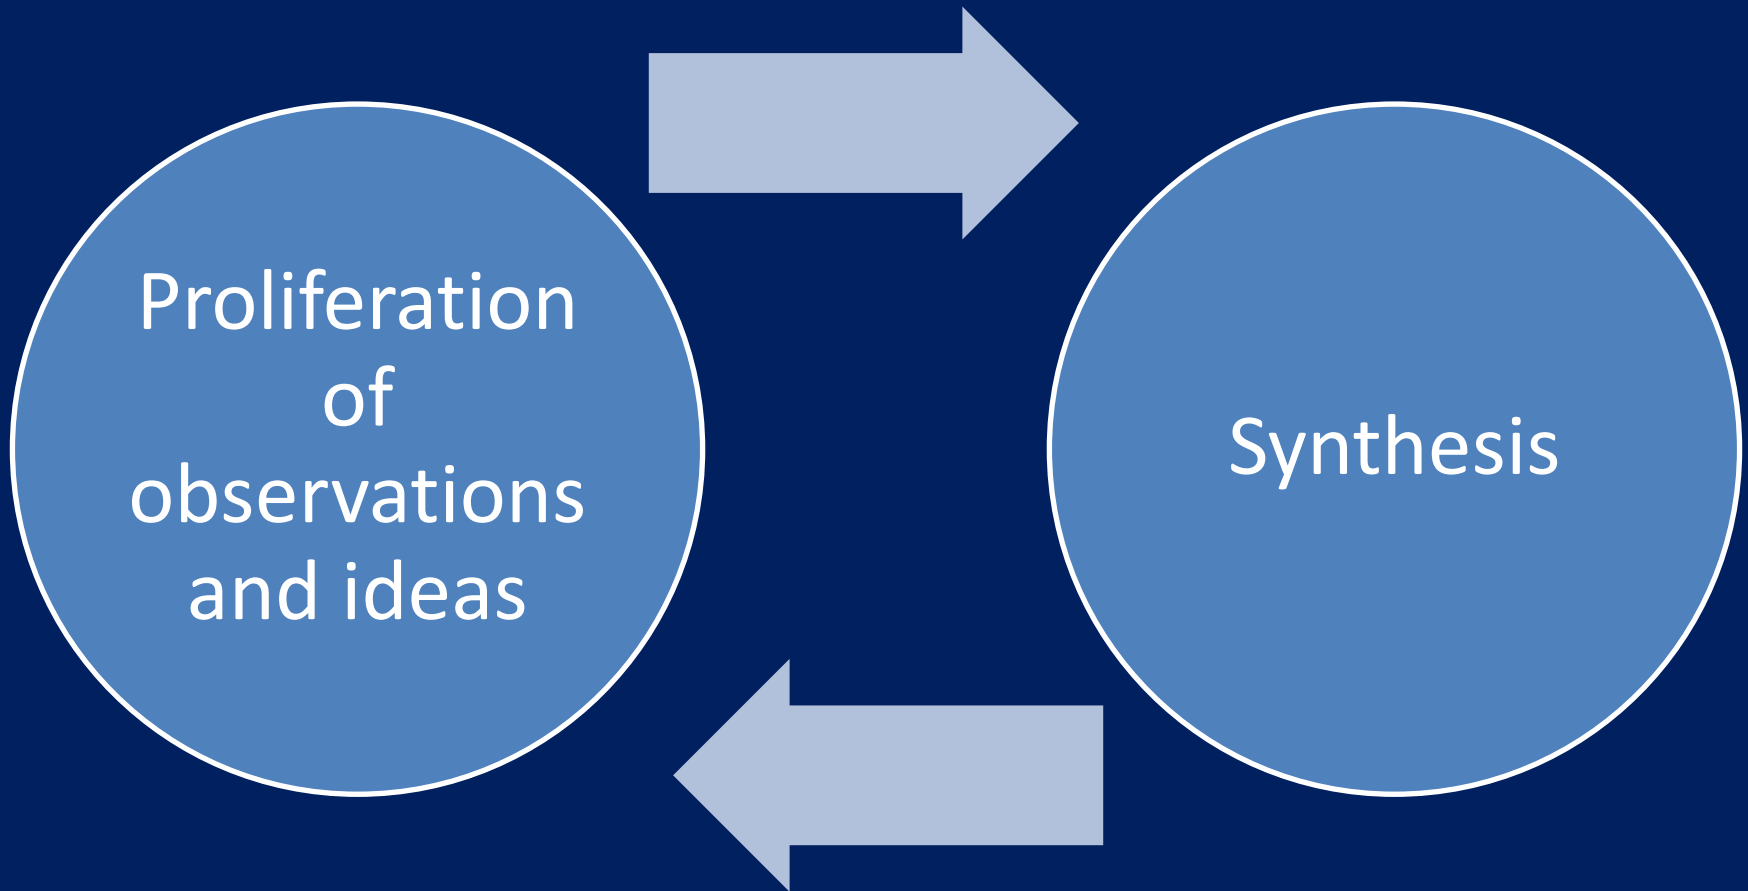 Proliferation
of
observations
and ideas
Synthesis